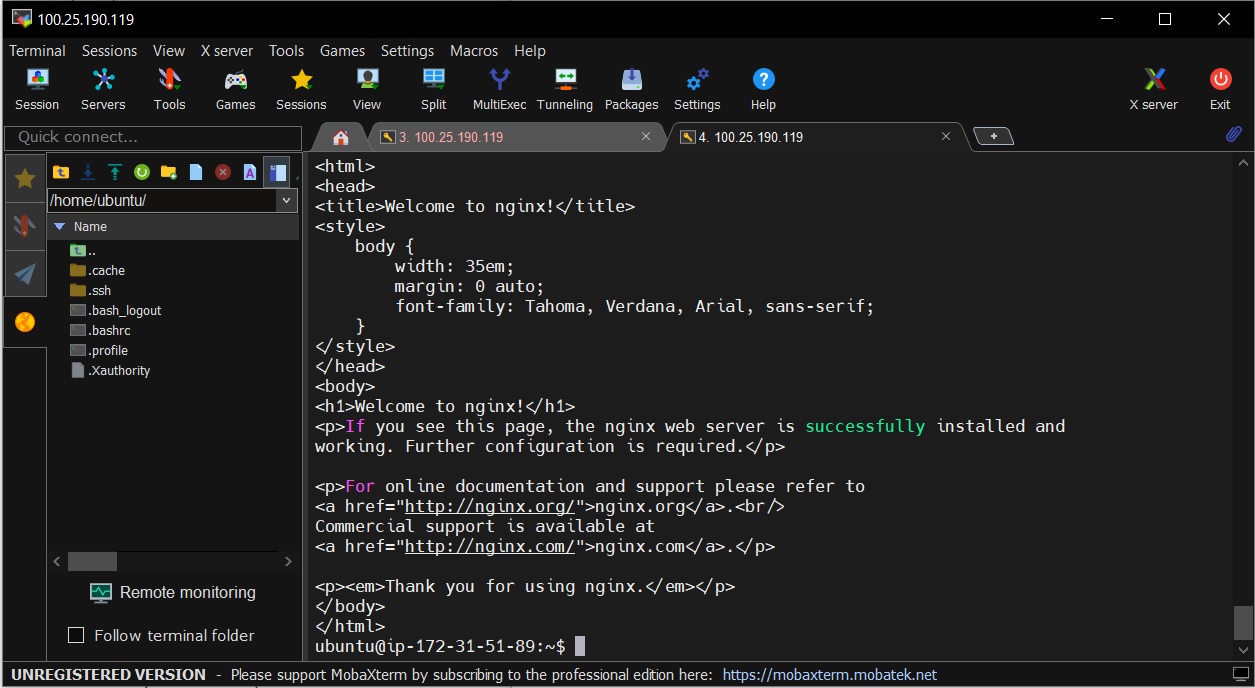 100.25.190.119
Terminal Sessions View X server Tools Games Settings Macros Help
Session Servers Tools Games Sessions View Split MultiExec Tunneling Packages Settings Help X server Exit
Quick connect...
3. 100.25.190.119
4. 100.25.190.119
/home/ubuntu/
Name
..
.cache
.ssh
.bash_logout
.bashrc
.profile
.Xauthority
Remote monitoring
Follow terminal folder
<html>
<head>
<title>Welcome to nginx!</title>
<style>
    body {
        width: 35em;
        margin: 0 auto;
        font-family: Tahoma, Verdana, Arial, sans-serif;
    }
</style>
</head>
<body>
<h1>Welcome to nginx!</h1>
<p>If you see this page, the nginx web server is successfully installed and
working. Further configuration is required.</p>

<p>For online documentation and support please refer to
<a href="http://nginx.org/">nginx.org</a>.<br/>
Commercial support is available at
<a href="http://nginx.com/">nginx.com</a>.</p>

<p><em>Thank you for using nginx.</em></p>
</body>
</html>
ubuntu@ip-172-31-51-89:~$
UNREGISTERED VERSION - Please support MobaXterm by subscribing to the professional edition here: https://mobaxterm.mobatek.net